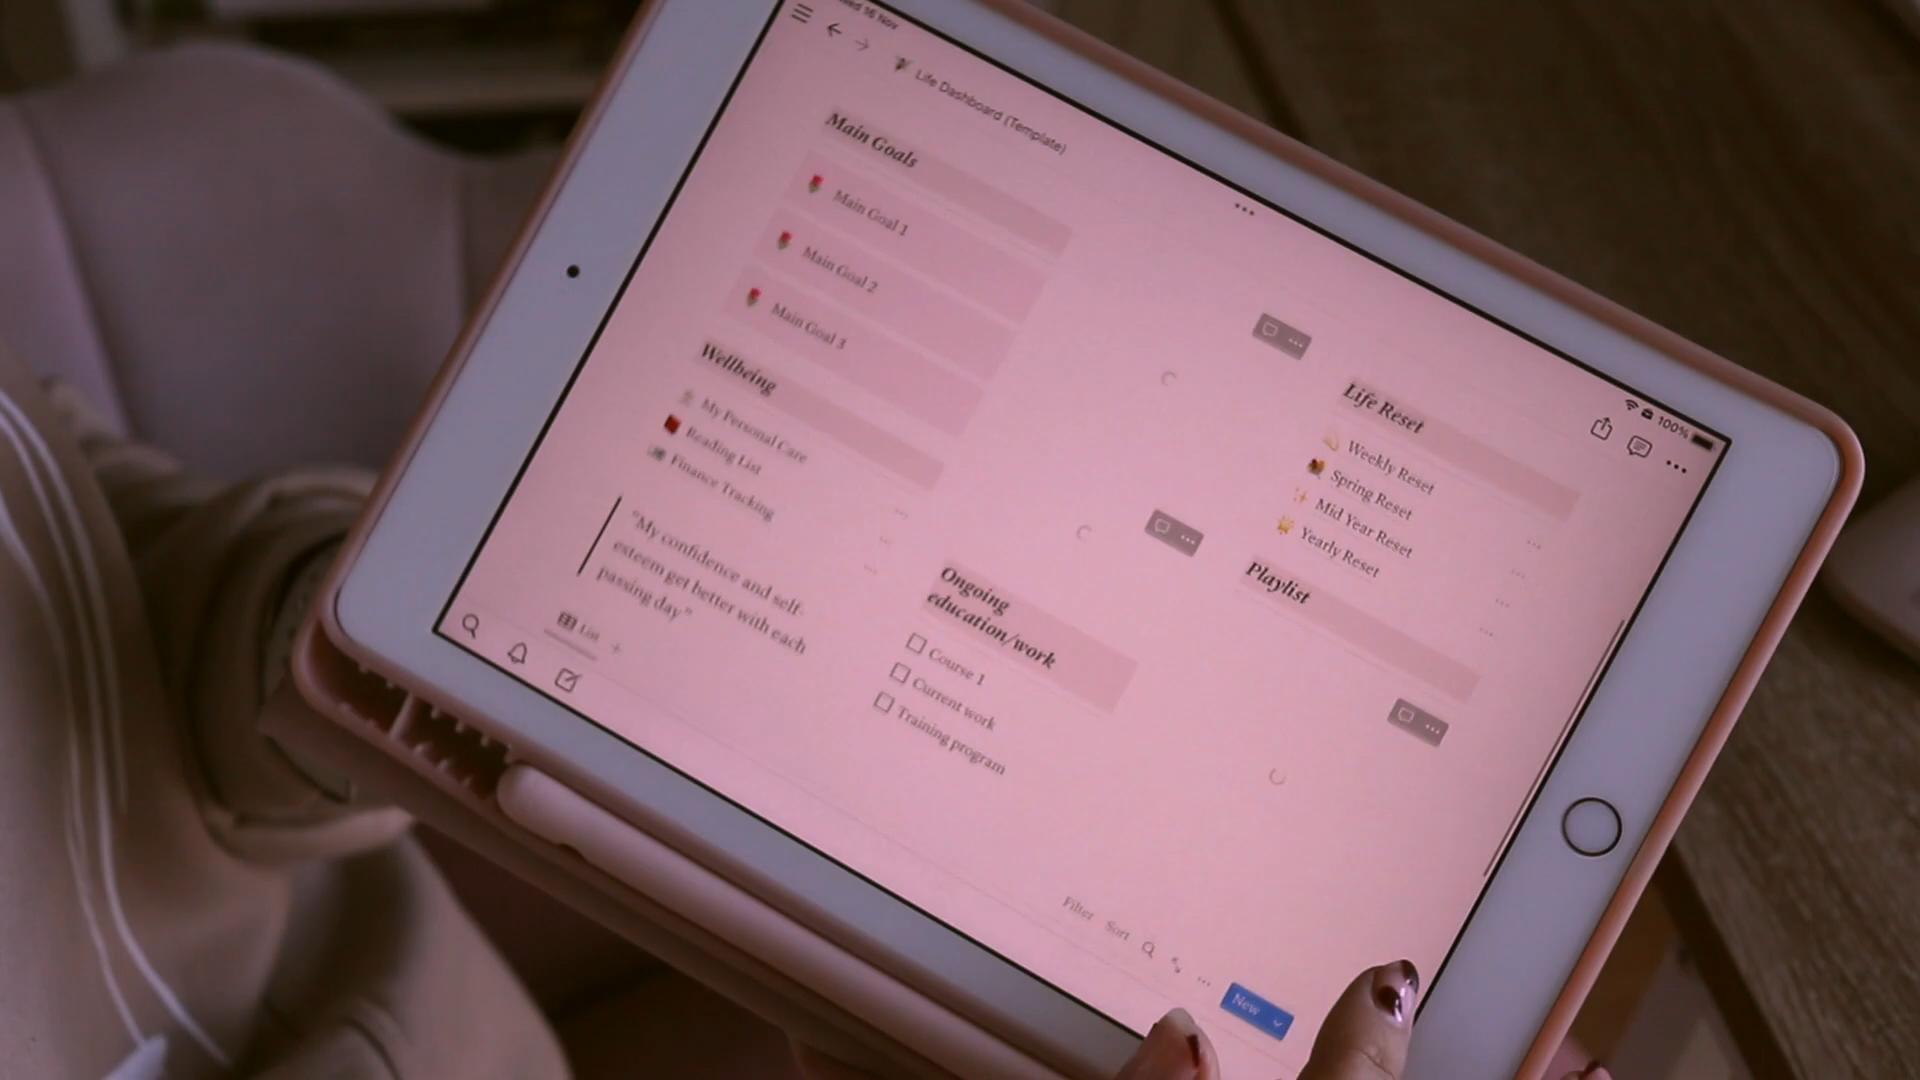 Wed 16 Nov
100%
Life Dashboard (Template)
Main Goals
Main Goal 1
Main Goal 2
Main Goal 3
Wellbeing
My Personal Care
Reading List
Finance Tracking
“My confidence and self-
esteem get better with each
passing day”
List
Ongoing
education/work
Course 1
Current work
Training program
Life Reset
Weekly Reset
Spring Reset
Mid Year Reset
Yearly Reset
Playlist
Filter Sort
New